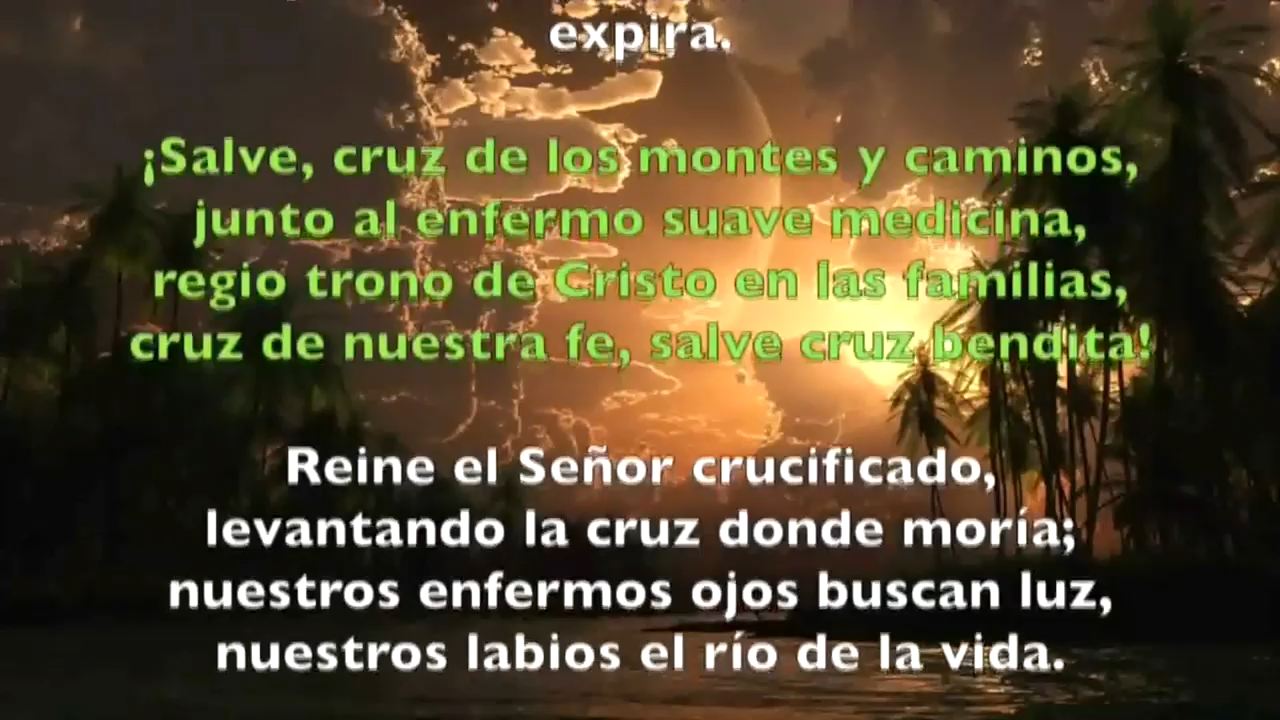 expira.
¡Salve, cruz de los montes y caminos,
junto al enfermo suave medicina,
regio trono de Cristo en las familias,
cruz de nuestra fe, salve cruz bendita!
Reine el Señor crucificado,
levantando la cruz donde moría;
nuestros enfermos ojos buscan luz,
nuestros labios el río de la vida.